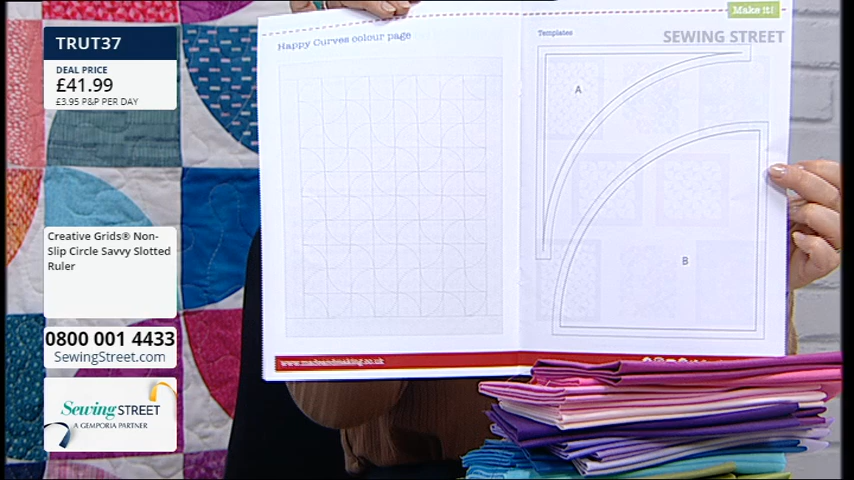 TRUT37
DEAL PRICE
£41.99
£3.95 P&P PER DAY
Creative Grids® Non-
Slip Circle Savvy Slotted
Ruler
0800 001 4433
SewingStreet.com
Sewing STREET
A GEMPORIA PARTNER
Happy Curves colour page
www.madeandmaking.co.uk
Make it!
SEWING STREET
Templates
A
B